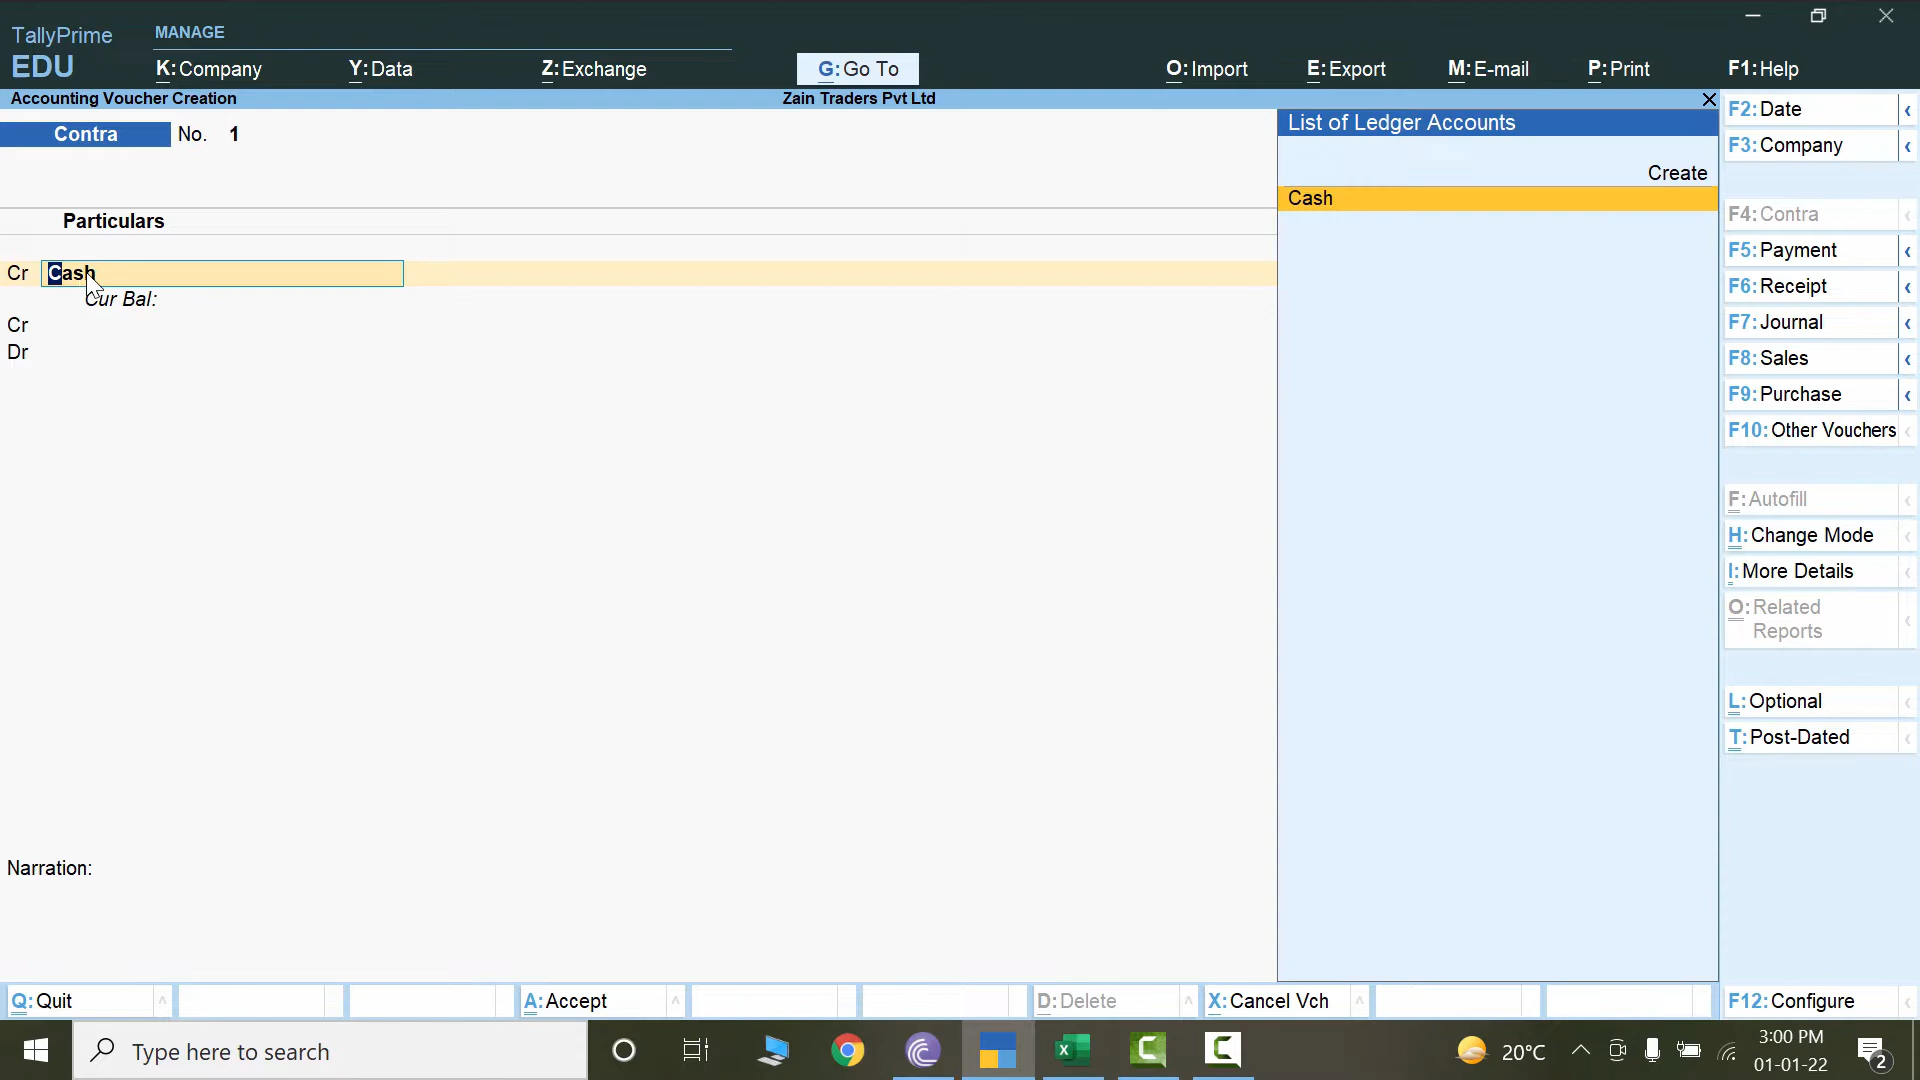 TallyPrime
EDU
MANAGE
K:Company
Y:Data
Z:Exchange
G:Go To
O:Import
E:Export
M:E-mail
P:Print
F1:Help
Accounting Voucher Creation
Zain Traders Pvt Ltd
Contra No. 1
Particulars
Cr Cash
Cur Bal:
Cr
Dr
Narration:
List of Ledger Accounts
Create
Cash
F2:Date
F3:Company
F4:Contra
F5:Payment
F6:Receipt
F7:Journal
F8:Sales
F9:Purchase
F10:Other Vouchers
F:Autofill
H:Change Mode
I:More Details
O:Related
Reports
L:Optional
T:Post-Dated
Q:Quit
A:Accept
D:Delete
X:Cancel Vch
F12:Configure
Type here to search
20°C
3:00 PM
01-01-22
2